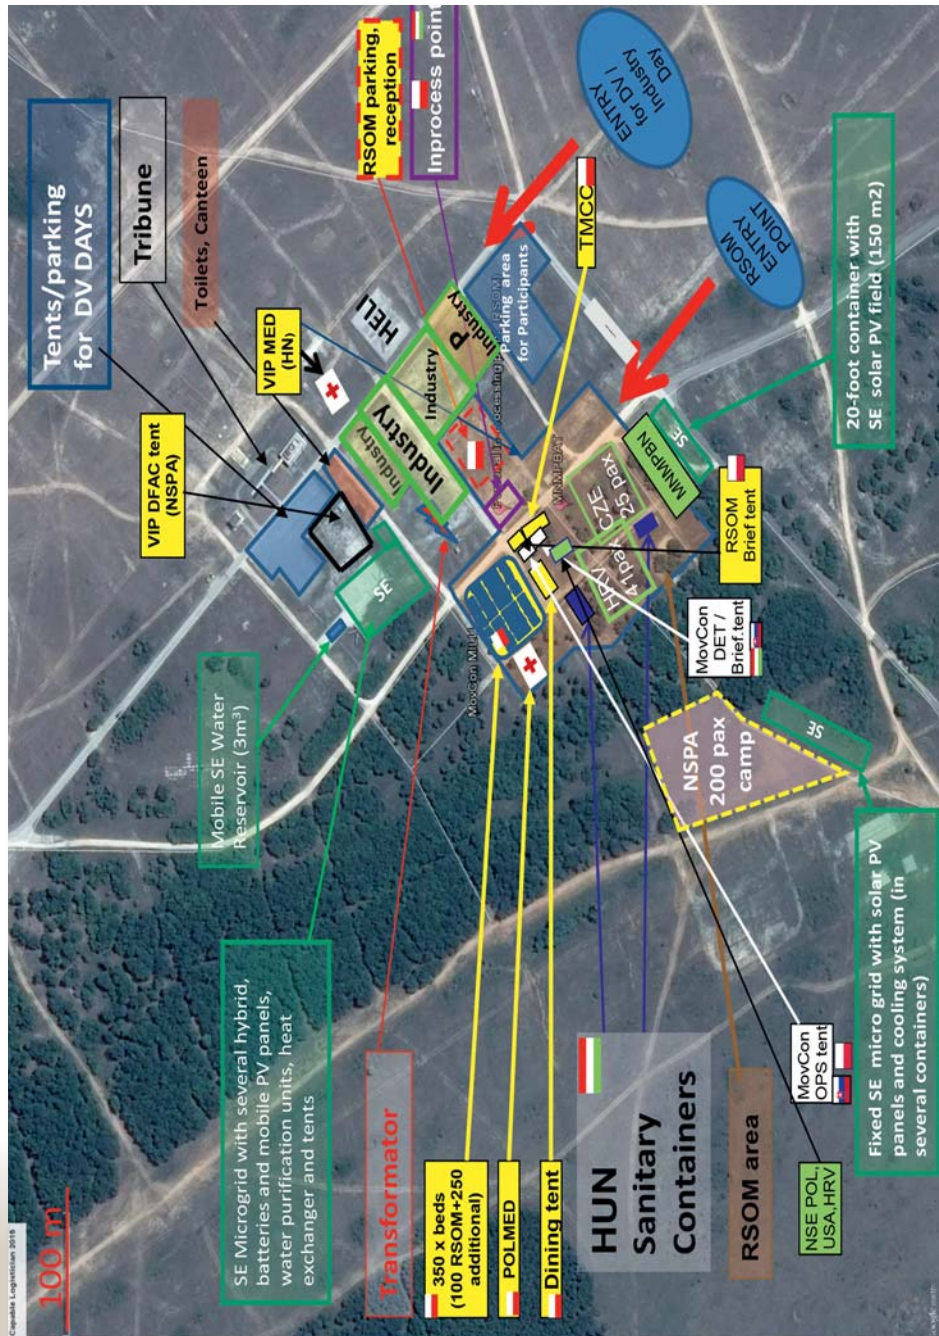 Capable Logistician 2015
100 m
Tents/parking
for DV DAYS
Tribune
Toilets, Canteen
VIP DFAC tent
(NSPA)
VIP MED
(HN)
RSOM parking,
reception
Inprocess point
ENTRY
for DV /
Industry
Day
HELI
P
Industry
Industry
Industry
Industry
Parking area
for Participants
TMCC
RSOM
ENTRY
POINT
20-foot container with
SE solar PV field (150 m2)
SE
MNMPBN
MNMPBAT
CZE
25 pax
HRV
41pax
RSOM
Brief tent
MovCon
DET /
Brief.tent
SE
Mobile SE Water
Reservoir (3m³)
SE Microgrid with several hybrid,
batteries and mobile PV panels,
water purification units, heat
exchanger and tents
Transformator
350 x beds
(100 RSOM+250
additional)
POLMED
Dining tent
HUN
Sanitary
Containers
RSOM area
NSPA
200 pax
camp
SE
MovCon
OPS tent
NSE POL,
USA,HRV
Fixed SE micro grid with solar PV
panels and cooling system (in
several containers)